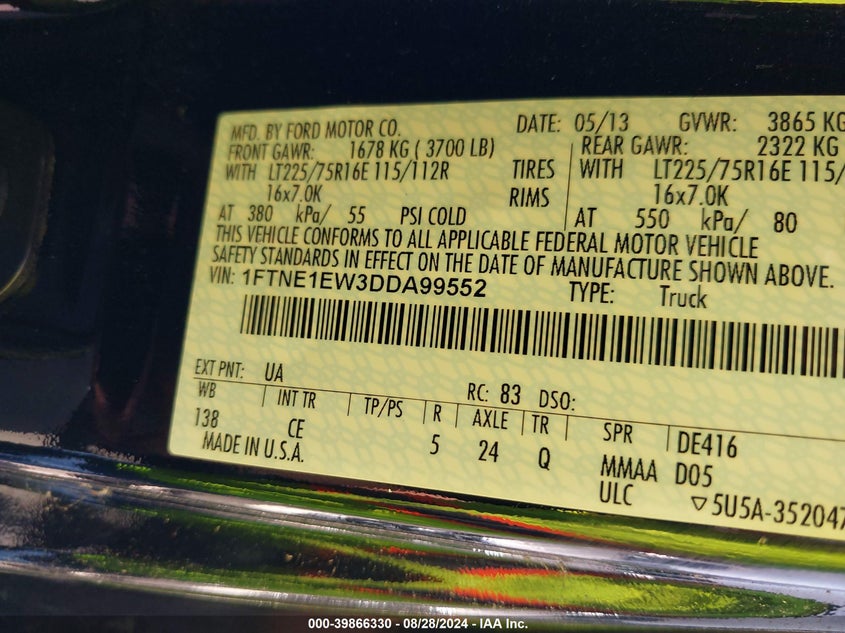 MFD. BY FORD MOTOR CO. DATE: 05/13 GVWR: 3865 KG
FRONT GAWR: 1678 KG ( 3700 LB) REAR GAWR: 2322 KG
WITH LT225/75R16E 115/112R TIRES WITH LT225/75R16E 115/
16x7.0K RIMS 16x7.0K
AT 380 kPa/ 55 PSI COLD AT 550 kPa/ 80
THIS VEHICLE CONFORMS TO ALL APPLICABLE FEDERAL MOTOR VEHICLE
SAFETY STANDARDS IN EFFECT ON THE DATE OF MANUFACTURE SHOWN ABOVE.
VIN: 1FTNE1EW3DDA99552 TYPE: Truck
EXT PNT: UA RC: 83 DSO:
WB INT TR TP/PS R AXLE TR SPR DE416
138 CE 5 24 Q MMAA D05
MADE IN U.S.A. ULC ▽5U5A-352047
000-39866330 - 08/28/2024 - IAA Inc.